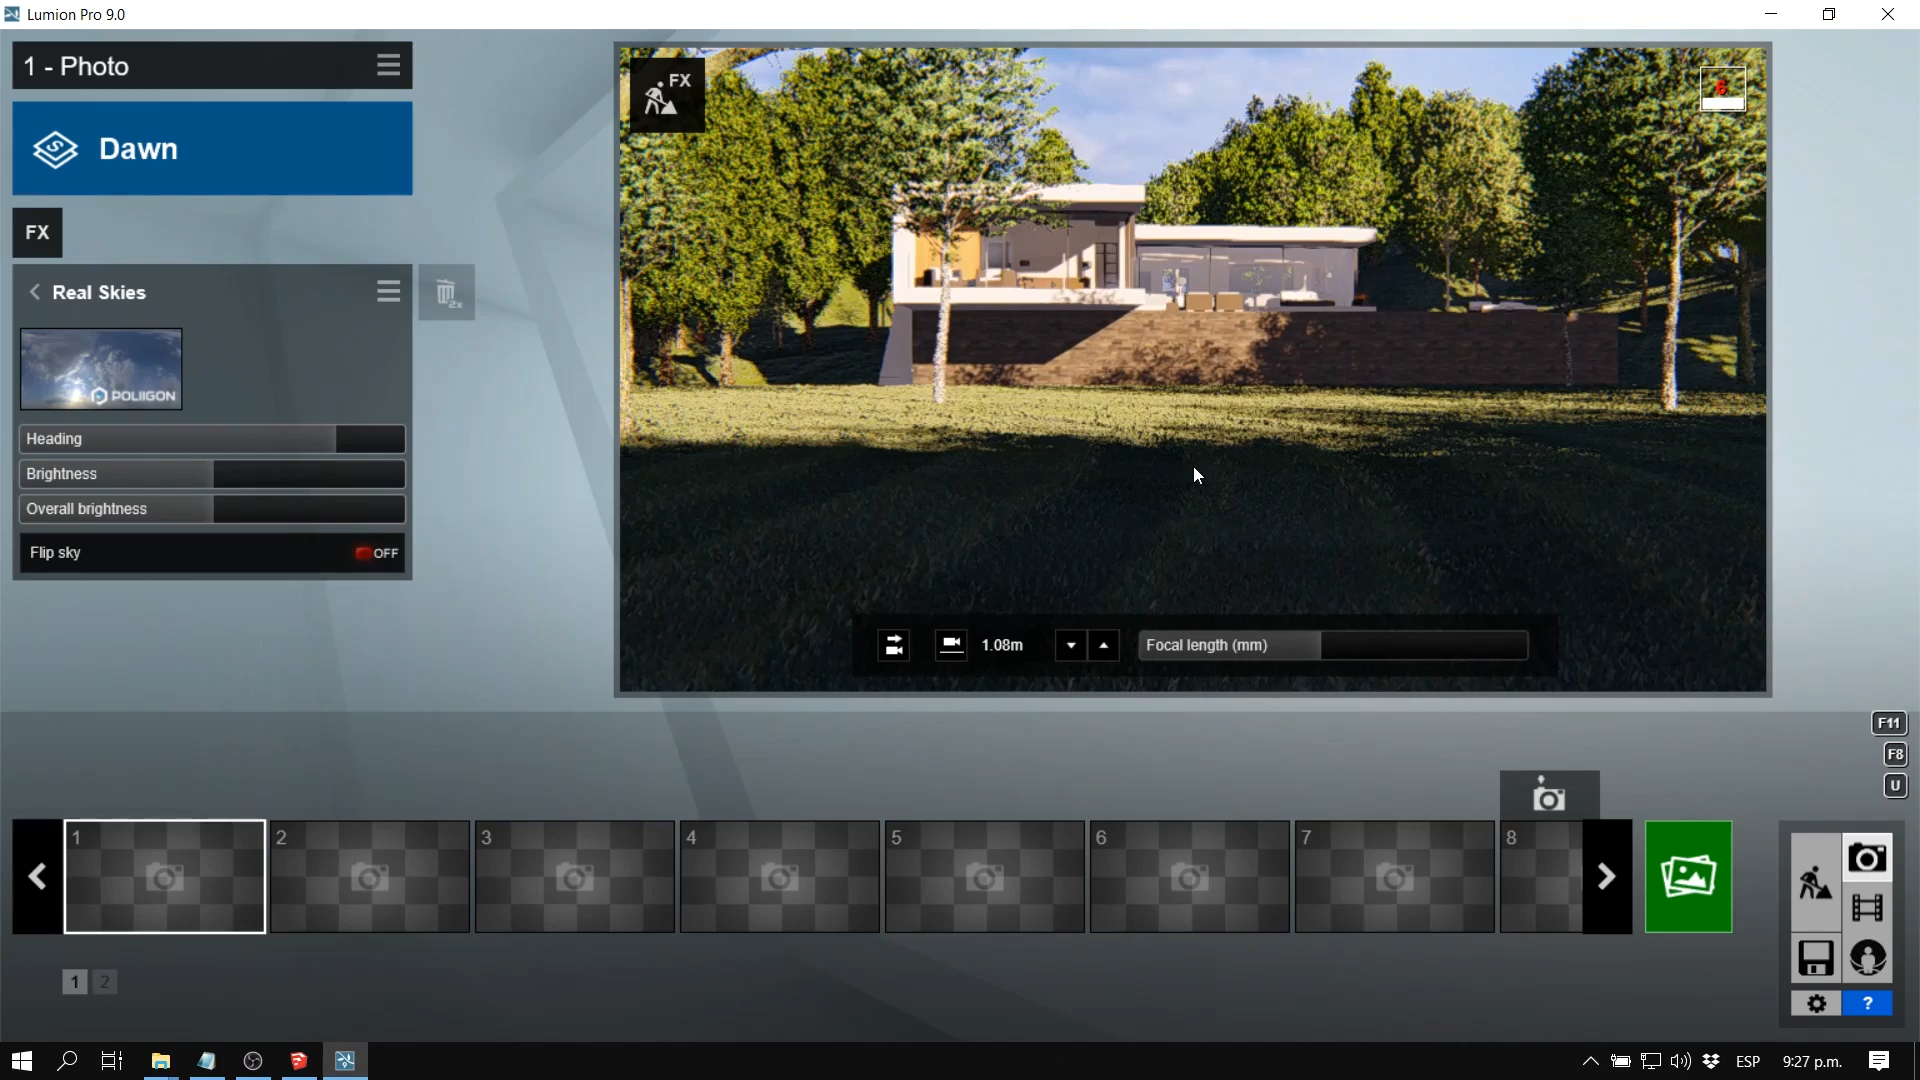 Lumion Pro 9.0
1 - Photo
Dawn
FX
Real Skies
2x
POLIIGON
Heading
Brightness
Overall brightness
Flip sky
OFF
FX
6
1.08m
Focal length (mm)
F11
F8
U
1
2
3
4
5
6
7
8
1
2
?
ESP
9:27 p.m.